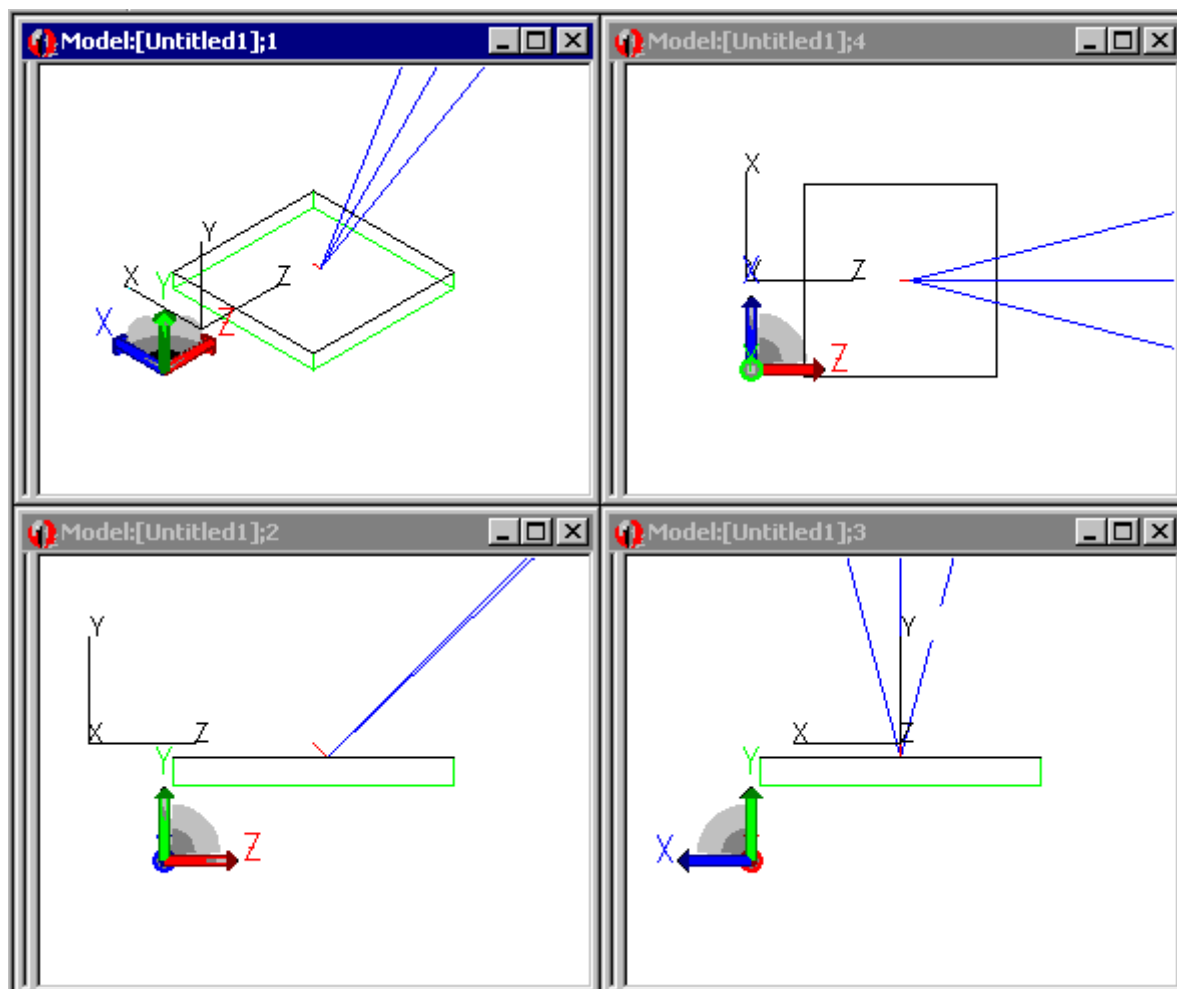 Model:[Untitled1];1
Model:[Untitled1];4
Y
X
Z
Y
X
Z
X
Y
Z
X
Z
Model:[Untitled1];2
Model:[Untitled1];3
Y
X
Z
Y
Z
Y
X
Z
Y
X